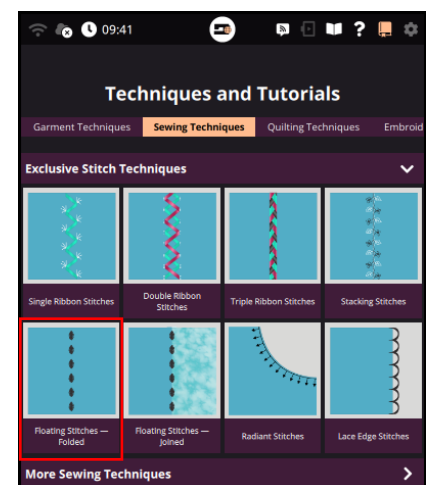 09:41
?
Techniques and Tutorials
Garment Techniques Sewing Techniques Quilting Techniques Embroid
Exclusive Stitch Techniques
Single Ribbon Stitches
Double Ribbon
Stitches
Triple Ribbon Stitches
Stacking Stitches
Floating Stitches —
Folded
Floating Stitches —
Joined
Radiant Stitches
Lace Edge Stitches
More Sewing Techniques